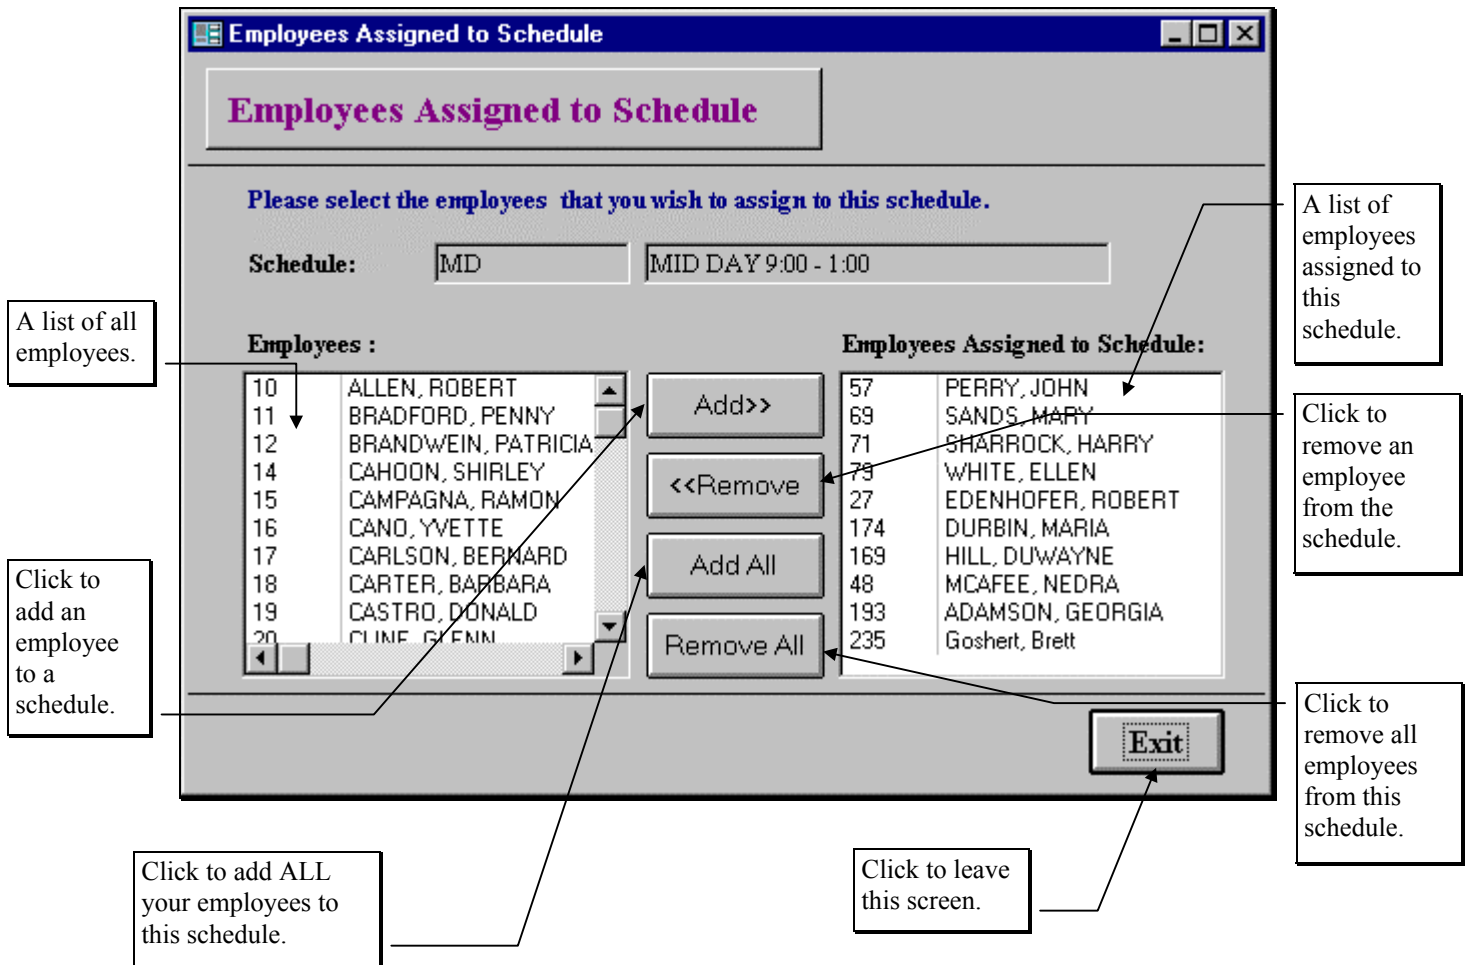 Employees Assigned to Schedule
Employees Assigned to Schedule
Please select the employees that you wish to assign to this schedule.
Schedule: MD MID DAY 9:00 - 1:00
Employees :
10 ALLEN, ROBERT
11 BRADFORD, PENNY
12 BRANDWEIN, PATRICIA
14 CAHOON, SHIRLEY
15 CAMPAGNA, RAMON
16 CANO, YVETTE
17 CARLSON, BERNARD
18 CARTER, BARBARA
19 CASTRO, DONALD
20 CLINE, GLENN
Add>>
<<Remove
Add All
Remove All
Employees Assigned to Schedule:
57 PERRY, JOHN
69 SANDS, MARY
71 SHARROCK, HARRY
79 WHITE, ELLEN
27 EDENHOFER, ROBERT
174 DURBIN, MARIA
169 HILL, DUWAYNE
48 MCAFEE, NEDRA
193 ADAMSON, GEORGIA
235 Goshert, Brett
Exit
A list of all
employees.
Click to
add an
employee
to a
schedule.
Click to add ALL
your employees to
this schedule.
A list of
employees
assigned to
this
schedule.
Click to
remove an
employee
from the
schedule.
Click to
remove all
employees
from this
schedule.
Click to leave
this screen.